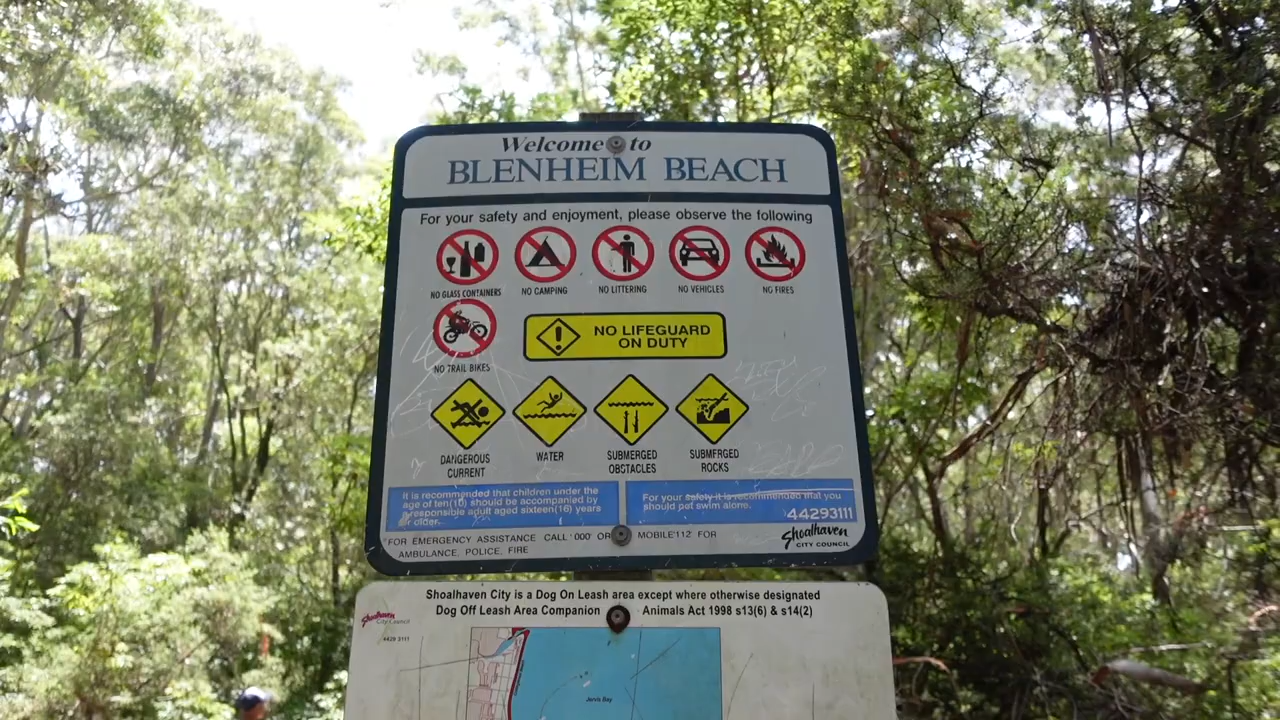 Welcome to
BLENHEIM BEACH
For your safety and enjoyment, please observe the following
NO GLASS CONTAINERS
NO CAMPING
NO LITTERING
NO VEHICLES
NO FIRES
NO TRAIL BIKES
NO LIFEGUARD
ON DUTY
DANGEROUS
CURRENT
WATER
SUBMERGED
OBSTACLES
SUBMERGED
ROCKS
It is recommended that children under the
age of ten(10) should be accompanied by
responsible adult aged sixteen(16) years
or older.
For your safety it is recommended that you
should not swim alone.
44293111
FOR EMERGENCY ASSISTANCE CALL '000' OR MOBILE '112' FOR
AMBULANCE, POLICE, FIRE
Shoalhaven
CITY COUNCIL
Shoalhaven City is a Dog On Leash area except where otherwise designated
Dog Off Leash Area Companion Animals Act 1998 s13(6) & s14(2)
Shoalhaven
City Council
4429 3111
Jervis Bay